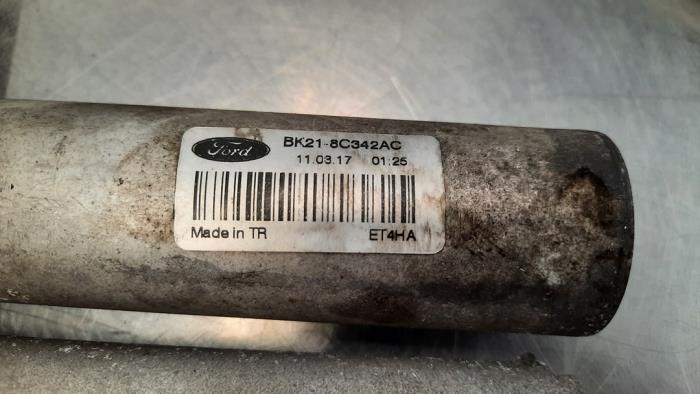 Ford
BK21-8C342AC
11.03.17 01:25
Made in TR ET4HA